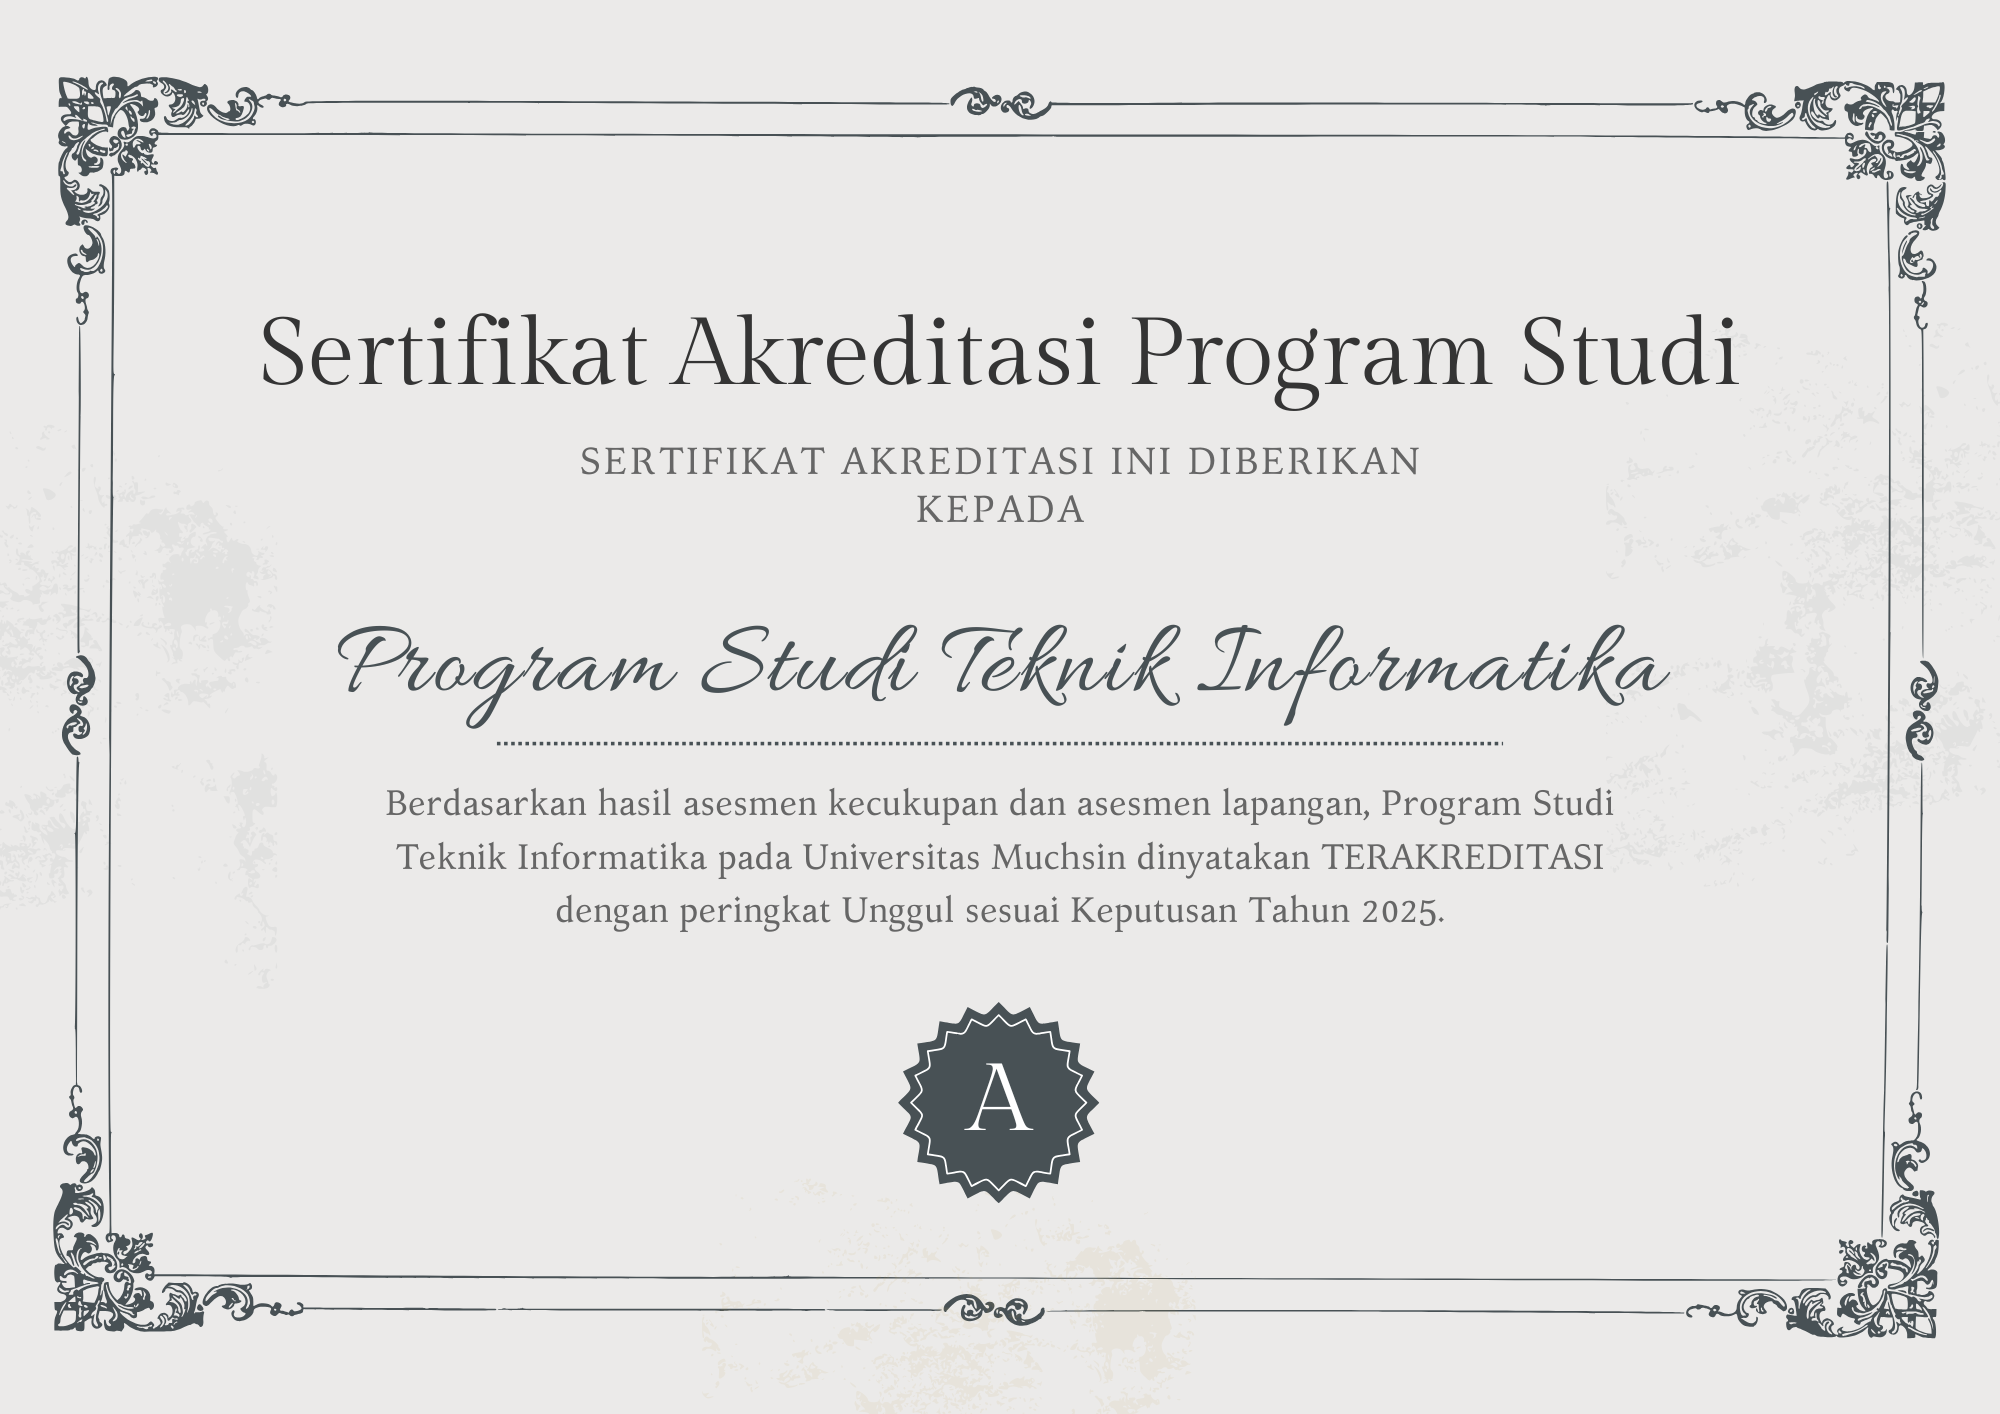 Sertifikat Akreditasi Program Studi
SERTIFIKAT AKREDITASI INI DIBERIKAN
KEPADA
Program Studi Teknik Informatika
Berdasarkan hasil asesmen kecukupan dan asesmen lapangan, Program Studi
Teknik Informatika pada Universitas Muchsin dinyatakan TERAKREDITASI
dengan peringkat Unggul sesuai Keputusan Tahun 2025.
A